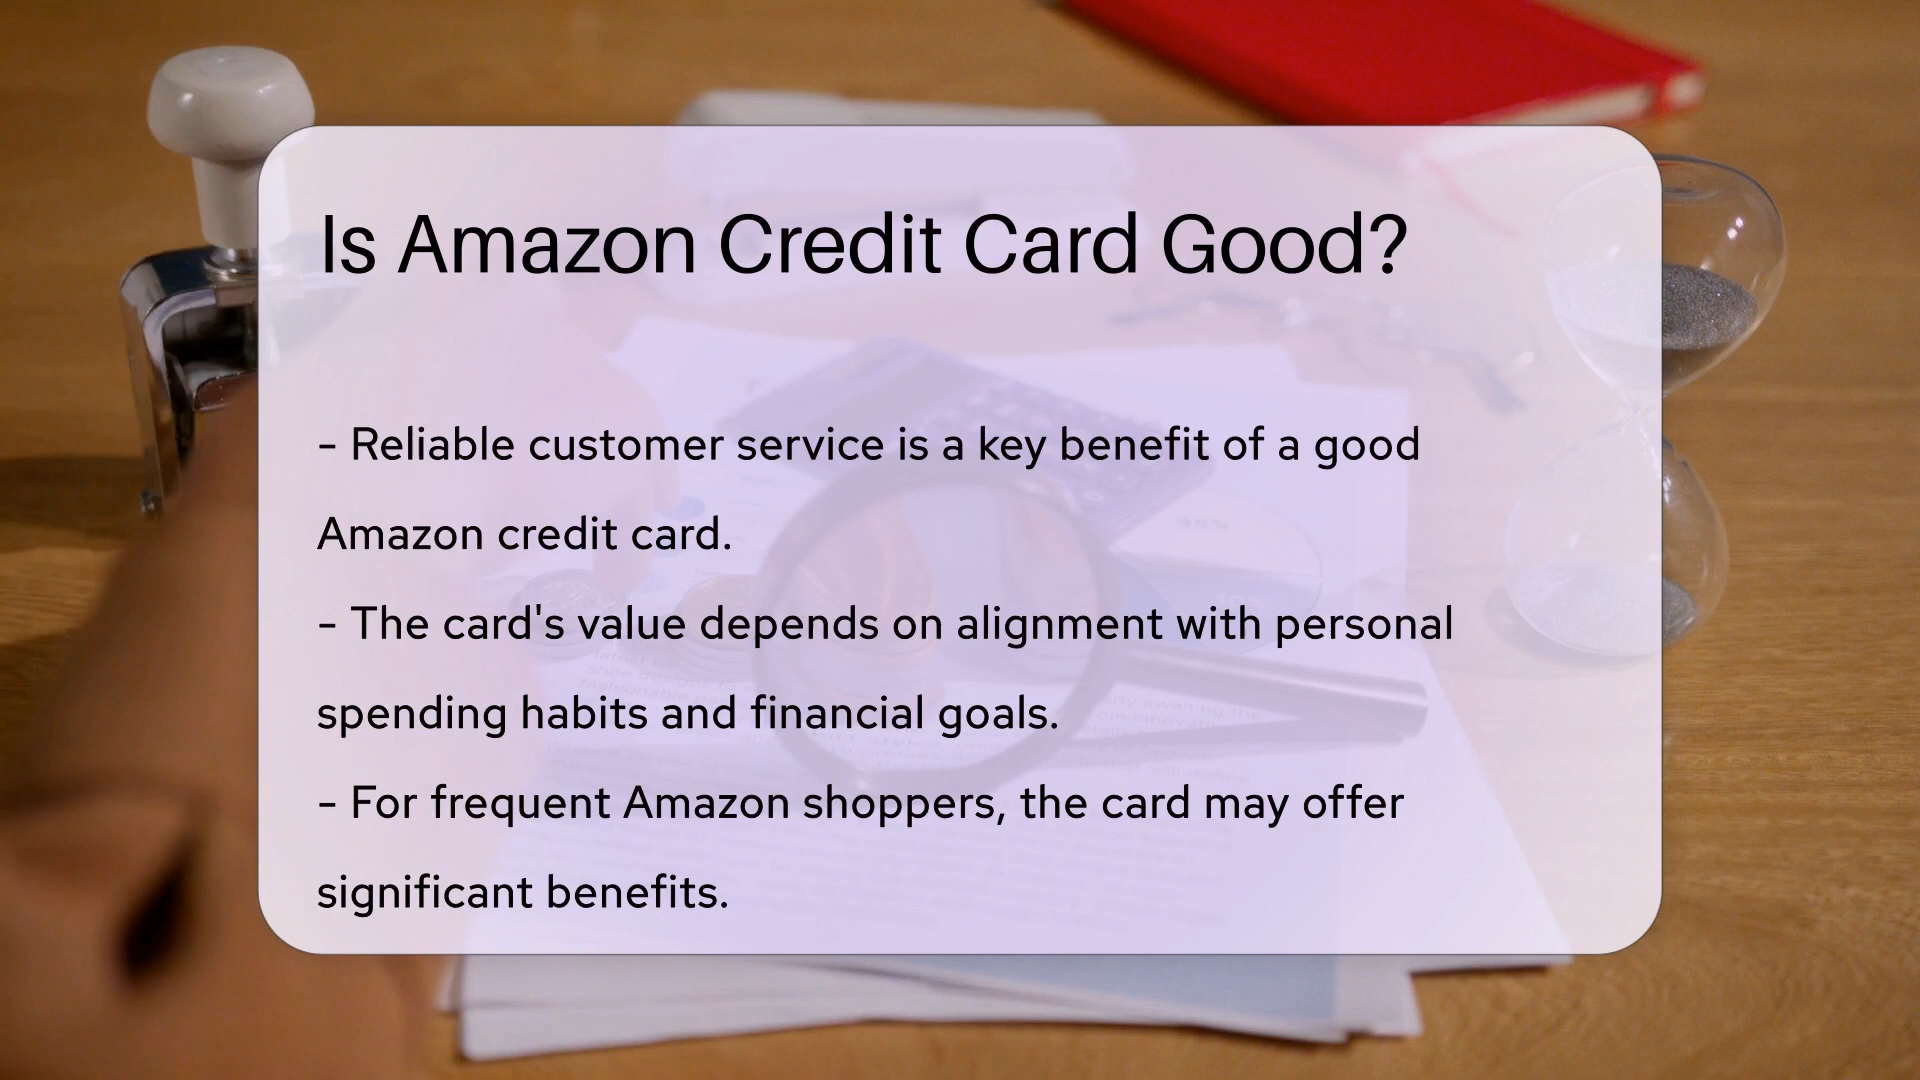 Is Amazon Credit Card Good?
- Reliable customer service is a key benefit of a good
Amazon credit card.
- The card's value depends on alignment with personal
spending habits and financial goals.
- For frequent Amazon shoppers, the card may offer
significant benefits.